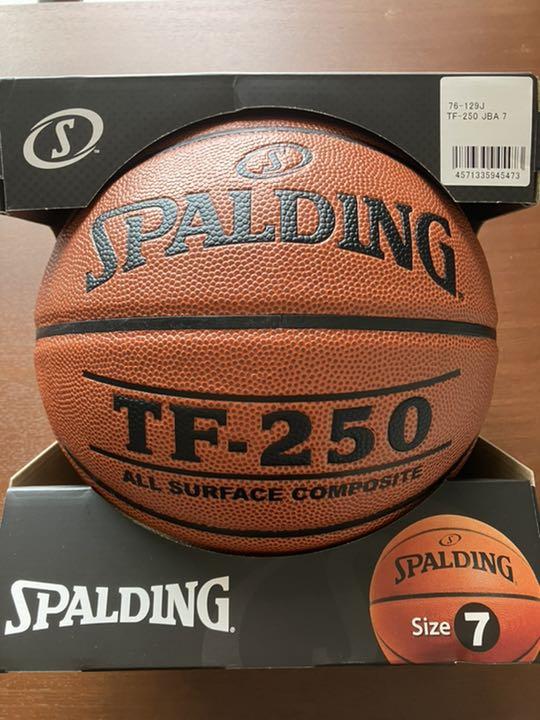 S
76-129J
TF-250 JBA 7
4571335945473
S
SPALDING
TF-250
ALL SURFACE COMPOSITE
SPALDING
SPALDING
Size 7